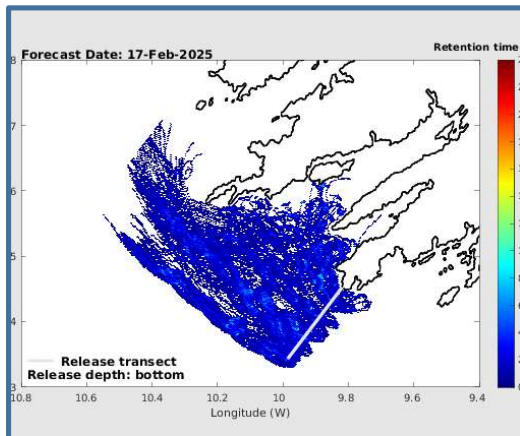 Forecast Date: 17-Feb-2025
Retention time
8
7
6
5
4
3
Release transect
Release depth: bottom
10.8 10.6 10.4 10.2 10 9.8 9.6 9.4
Longitude (W)